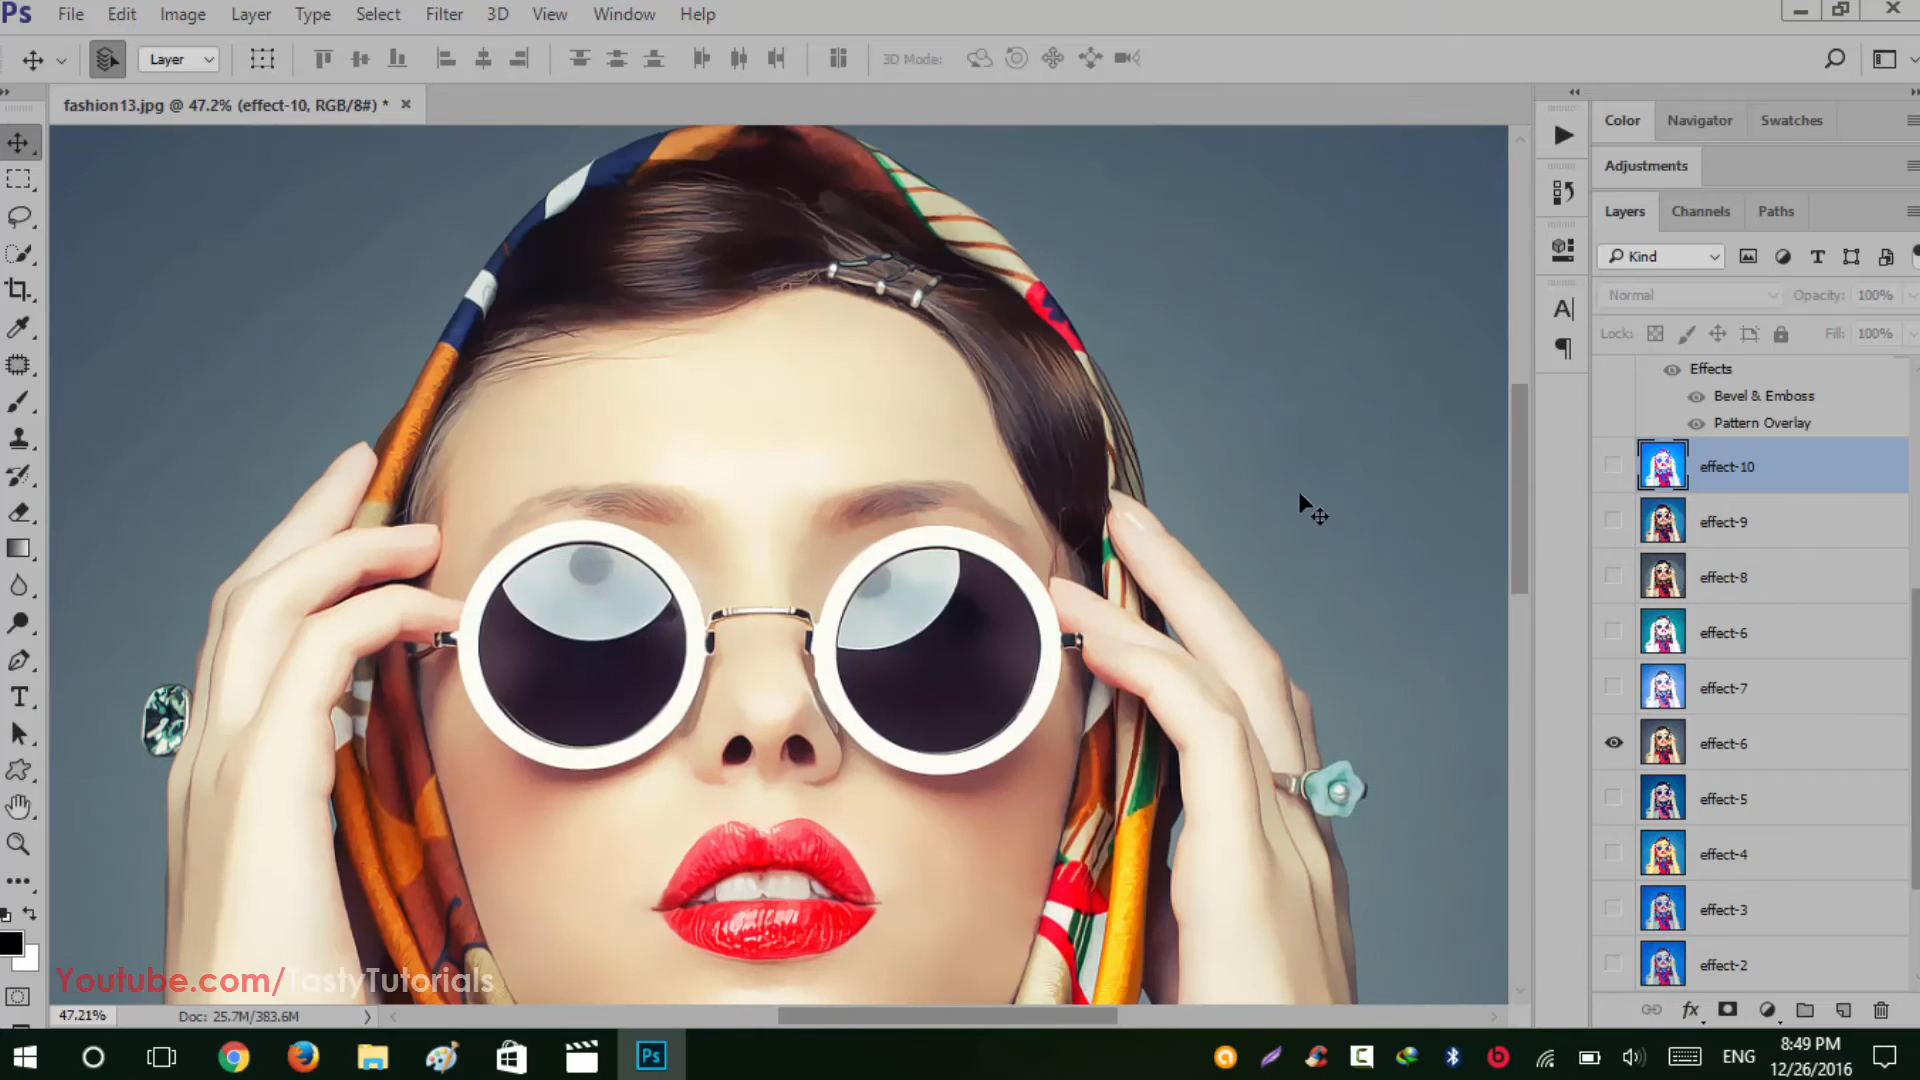 Ps File Edit Image Layer Type Select Filter 3D View Window Help
Layer 3D Mode:
fashion13.jpg @ 47.2% (effect-10, RGB/8#) *
Color Navigator Swatches
Adjustments
Layers Channels Paths
Kind
Normal Opacity: 100%
Lock: Fill: 100%
Effects
Bevel & Emboss
Pattern Overlay
effect-10
effect-9
effect-8
effect-6
effect-7
effect-6
effect-5
effect-4
effect-3
effect-2
Youtube.com/TastyTutorials
47.21% Doc: 25.7M/383.6M
Ps ENG 8:49 PM
12/26/2016